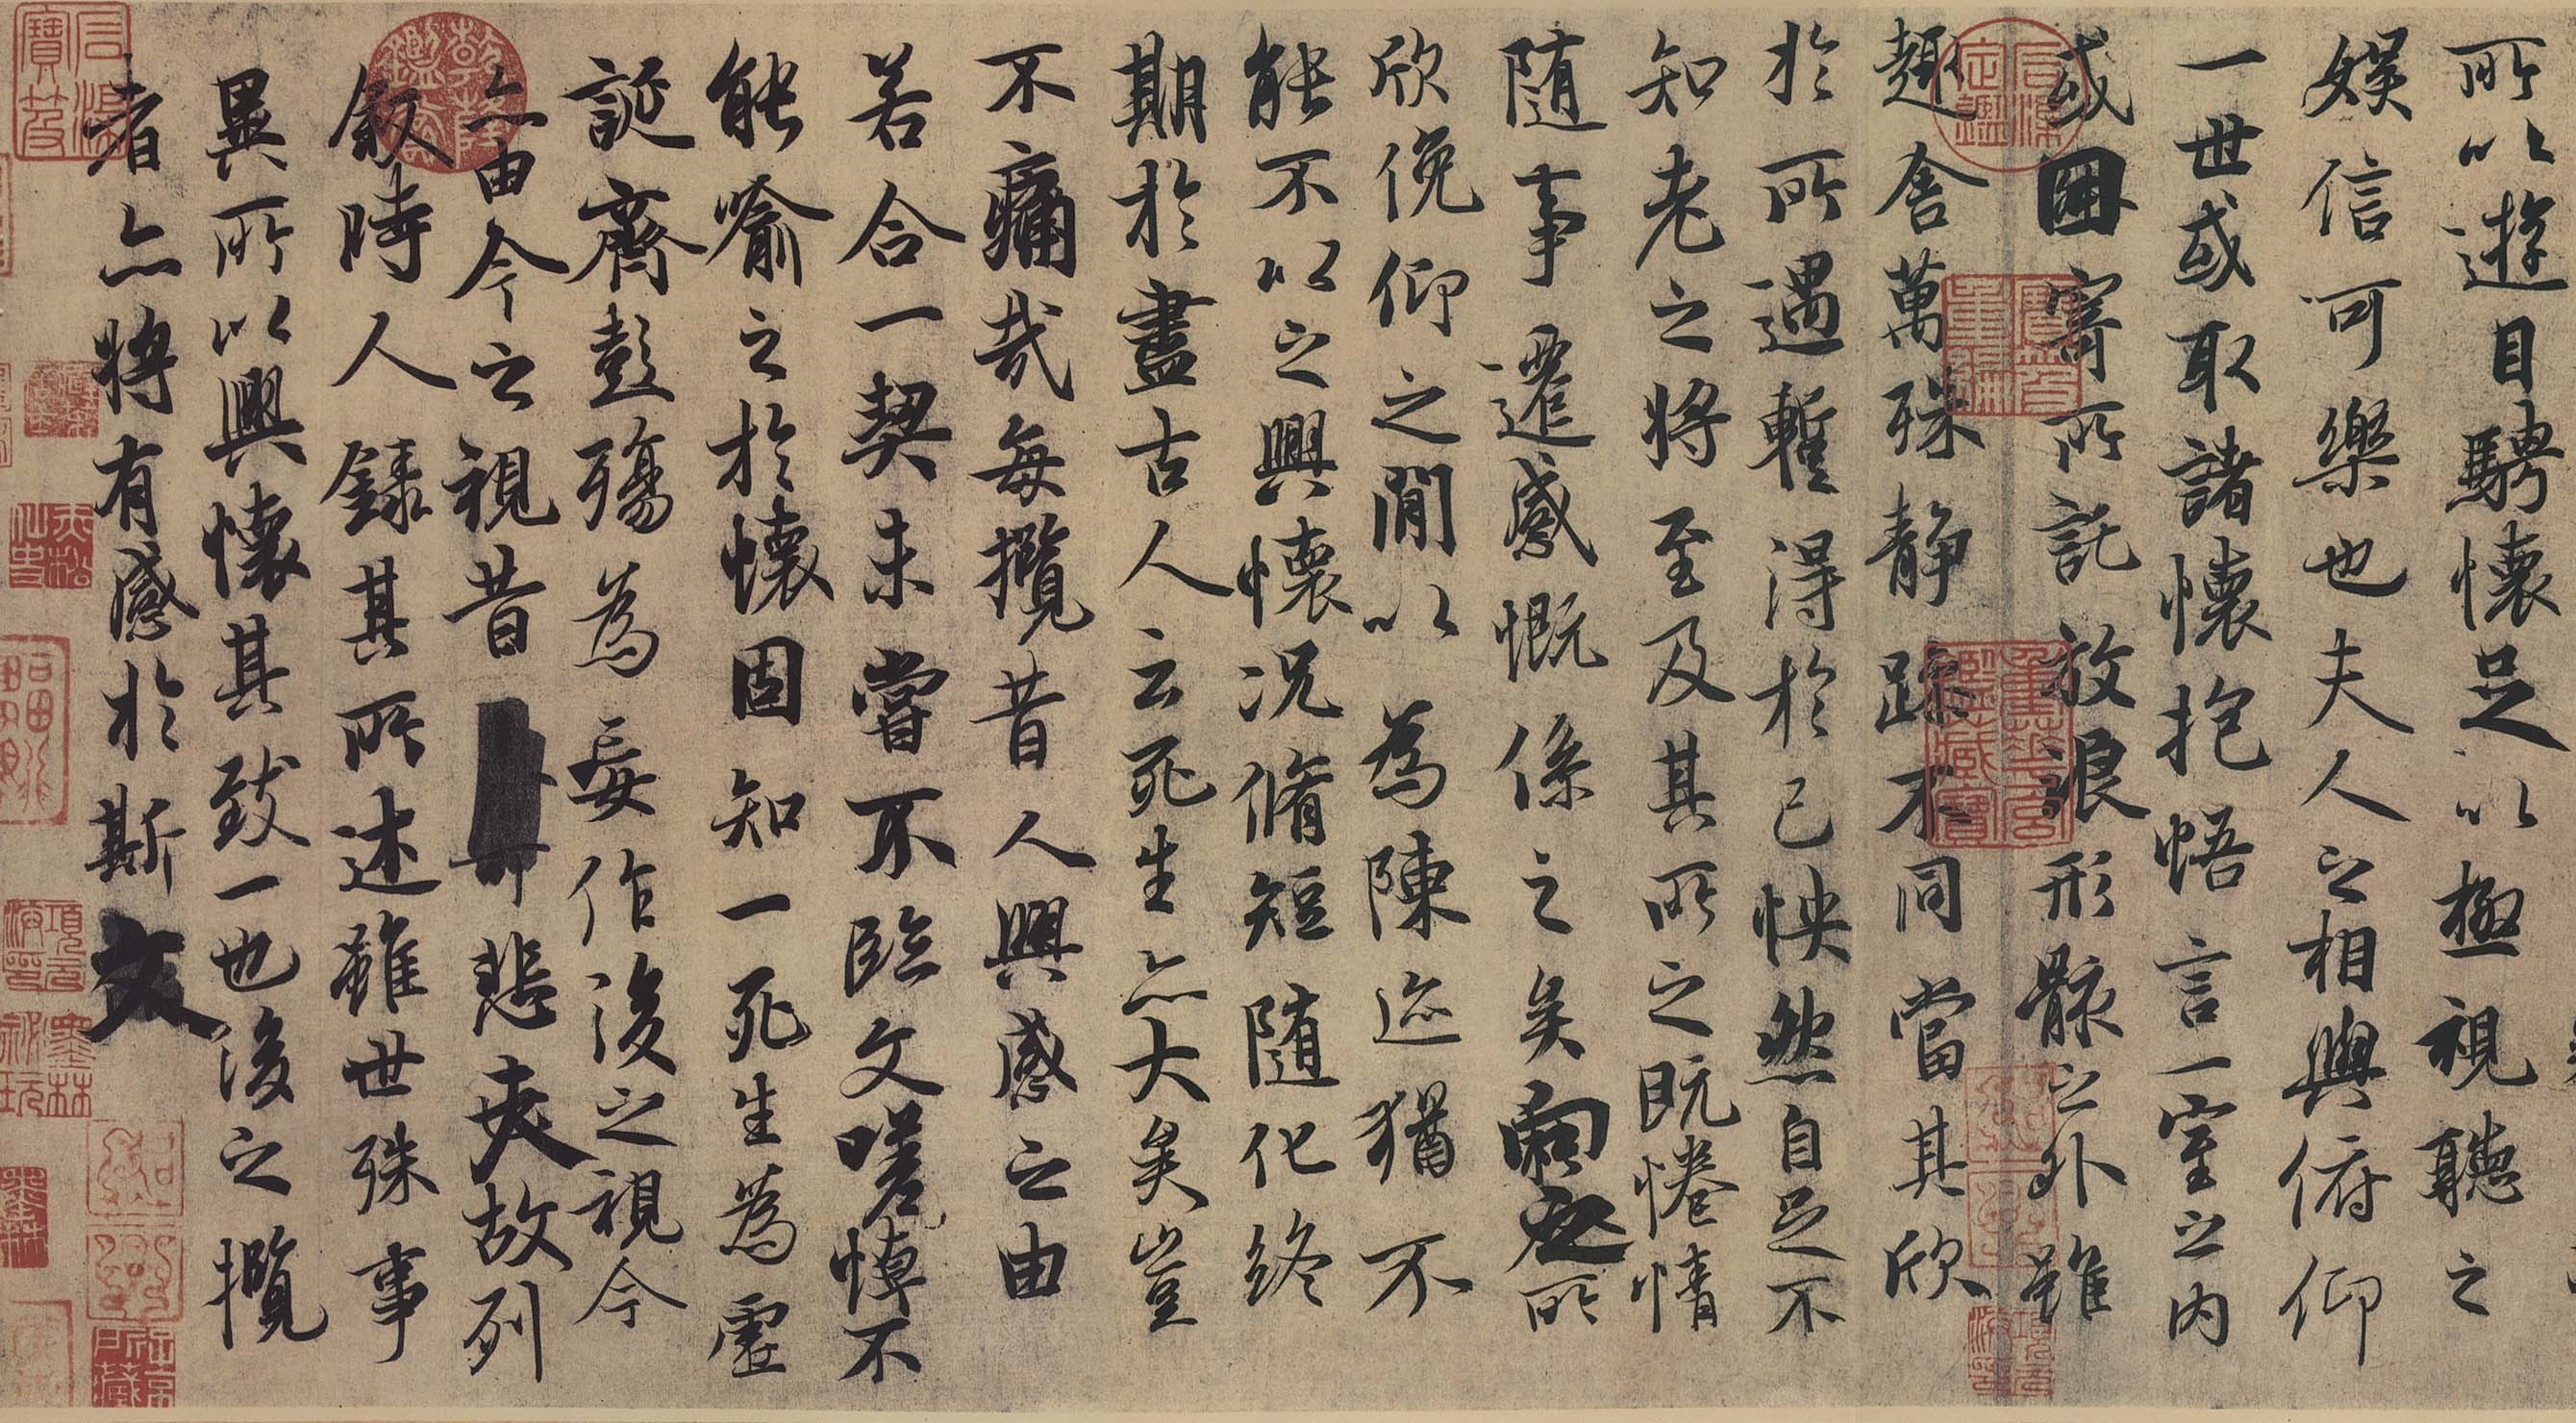 所以遊目騁懷足以極視聽之
娛信可樂也夫人之相與俯仰
一世或取諸懷抱悟言一室之內
或因寄所託放浪形骸之外雖
趣舍萬殊静躁不同當其欣
於所遇暫得於己怏然自足不
知老之將至及其所之既惓情
随事遷感慨係之矣向之所
欣俛仰之閒以為陳迹猶不
能不以之興懷況脩短随化終
期於盡古人云死生亦大矣豈
不痛哉每攬昔人興感之由
若合一契未嘗不臨文嗟悼不
能喻之於懷固知一死生為虛
誕齊彭殤為妄作後之視今
亦由今之視昔悲夫故列
叙時人錄其所述雖世殊事
異所以興懷其致一也後之攬
者亦將有感於斯文